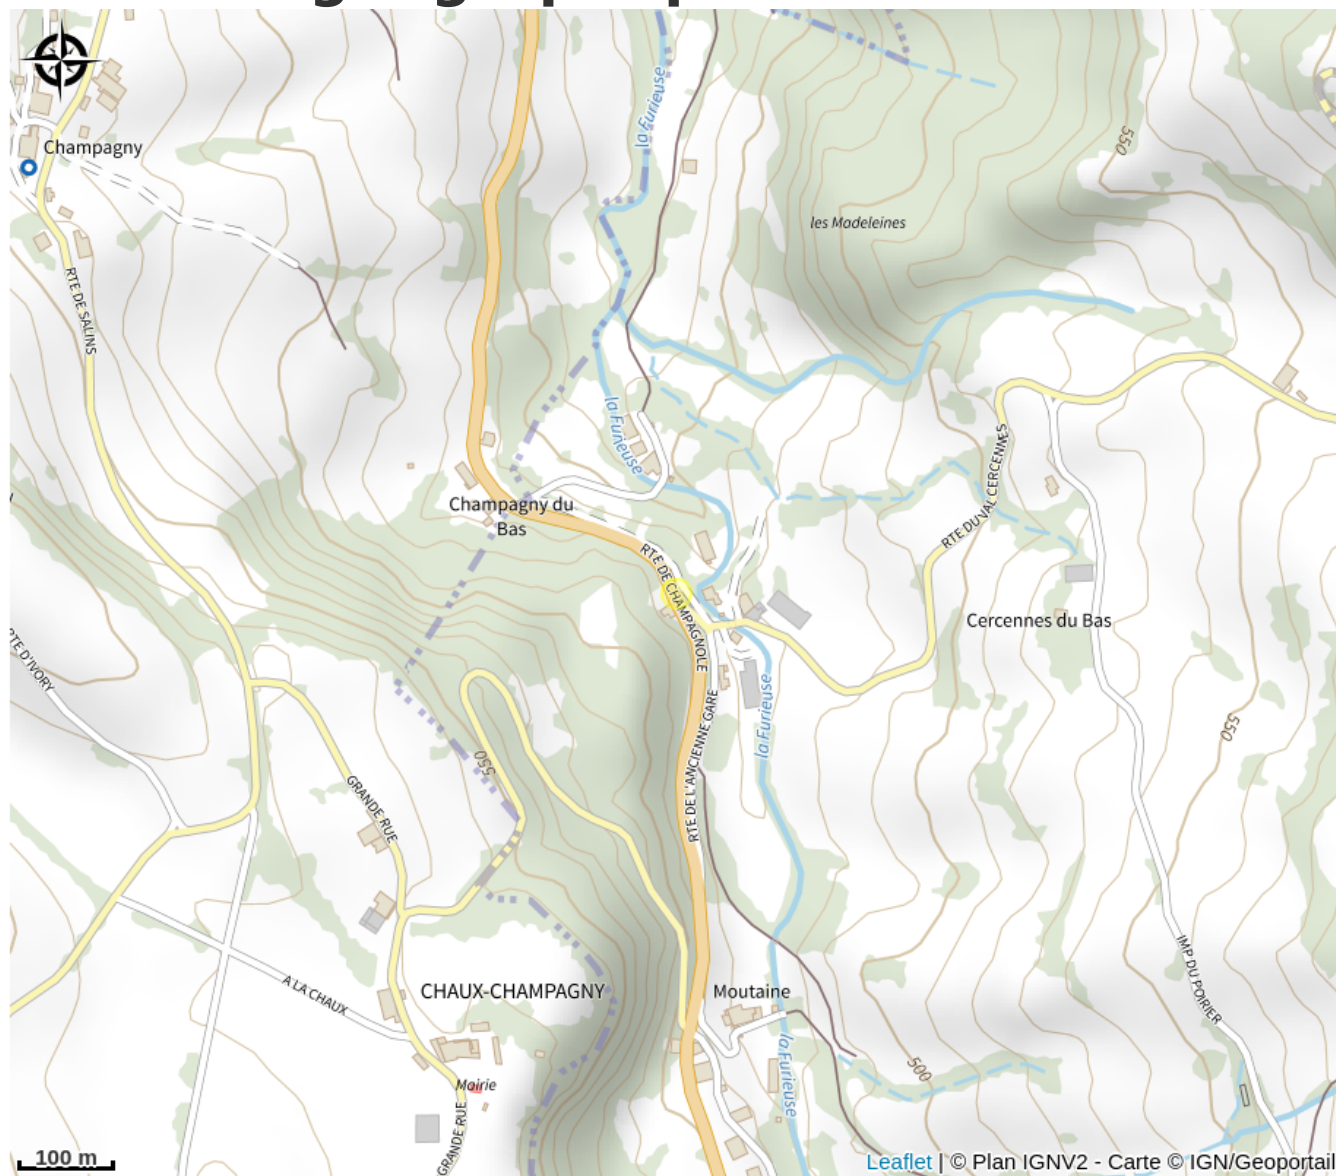 la Furieuse
550
Champagny
les Madeleines
RTE DE SALINS
la Furieuse
RTE DU VAL CERCENNES
Champagny du
Bas
RTE DE CHAMPAGNOLE
Cercennes du Bas
RTE D'IVORY
la Furieuse
RTE DE L'ANCIENNE GARE
550
550
GRANDE RUE
A LA CHAUX
CHAUX-CHAMPAGNY
Moutaine
IMP DU POIRIER
la Furieuse
500
Mairie
GRANDE RUE
100 m
Leaflet | © Plan IGNV2 - Carte © IGN/Geoportail